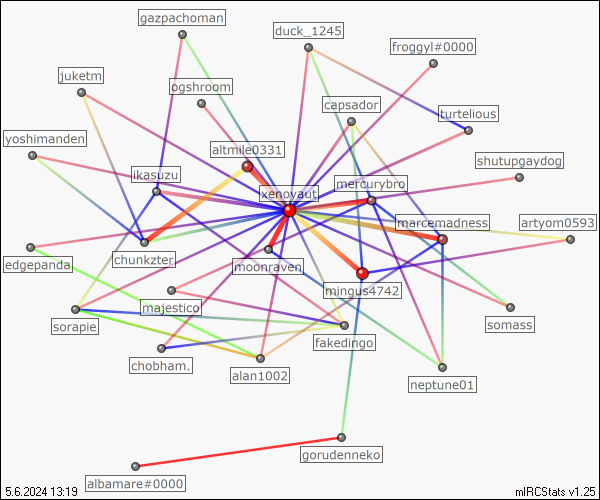 gazpachoman
duck_1245
froggyl#0000
juketm
ogshroom
capsador
turtelious
yoshimanden
altmile0331
shutupgaydog
ikasuzu
xenoyaut
mercurybro
marcemadness
artyom0593
edgepanda
chunkzter
moonraven
mingus4742
majestico
somass
sorapie
fakedingo
chobham.
alan1002
neptune01
gorudenneko
albamare#0000
5.6.2024 13:19
mIRCStats v1.25